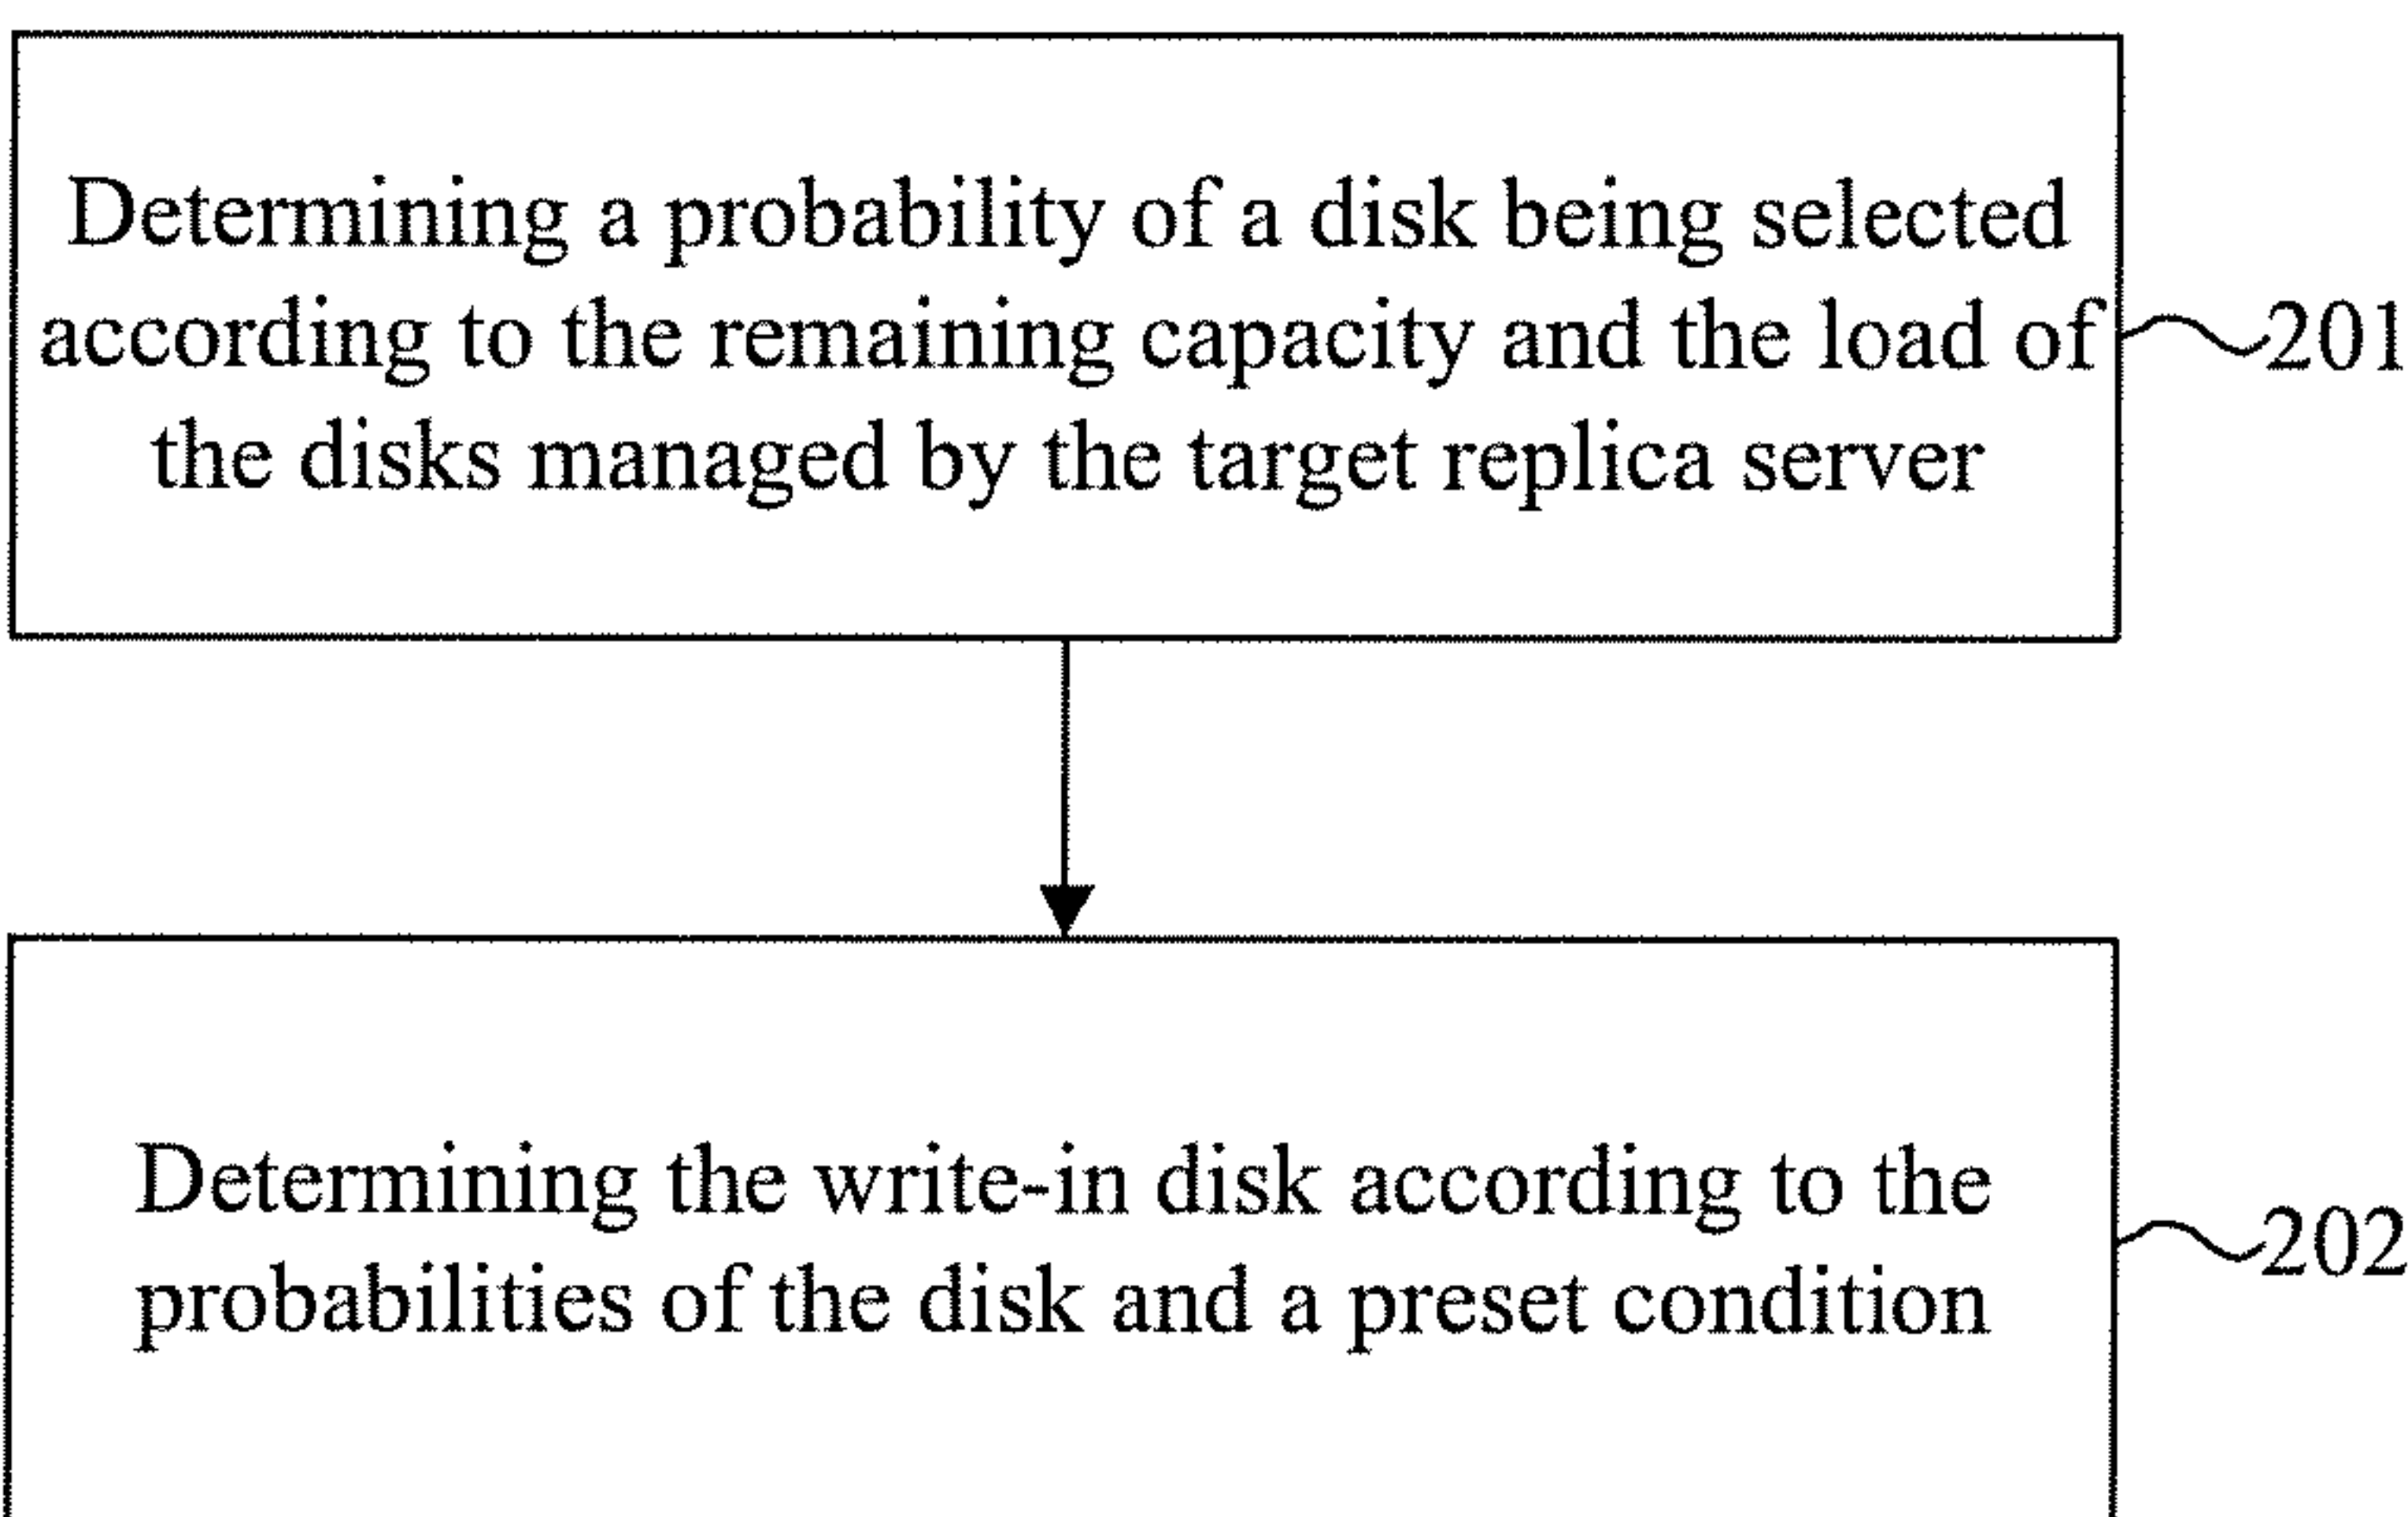 Determining a probability of a disk being selected
according to the remaining capacity and the load of
the disks managed by the target replica server
201
Determining the write-in disk according to the
probabilities of the disk and a preset condition
202